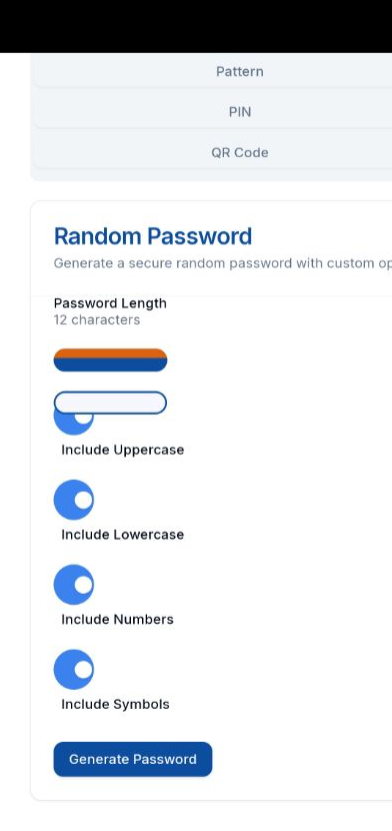 Pattern
PIN
QR Code
Random Password
Generate a secure random password with custom op
Password Length
12 characters
Include Uppercase
Include Lowercase
Include Numbers
Include Symbols
Generate Password